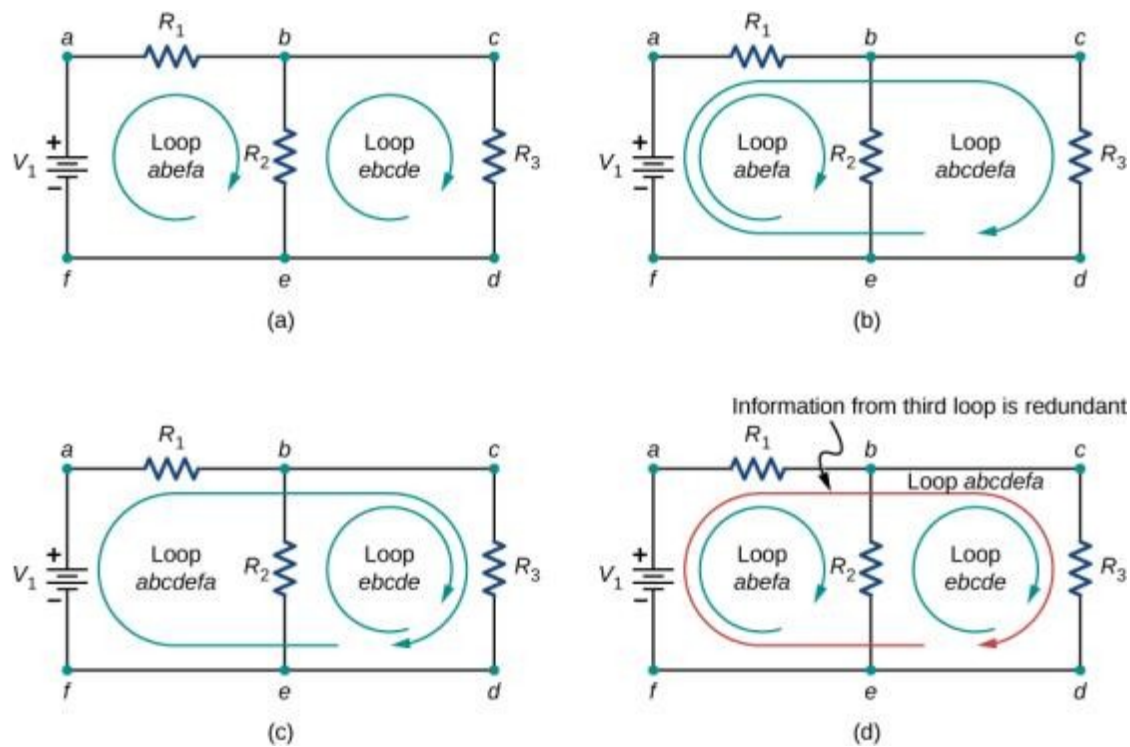 R1
a b c
+
V1
−
Loop
abefa
R2
Loop
ebcde
R3
f e d
(a)
R1
a b c
+
V1
−
Loop
abefa
R2
Loop
abcdefa
R3
f e d
(b)
R1
a b c
+
V1
−
Loop
abcdefa
R2
Loop
ebcde
R3
f e d
(c)
Information from third loop is redundant
R1
a b c
Loop abcdefa
+
V1
−
Loop
abefa
R2
Loop
ebcde
R3
f e d
(d)